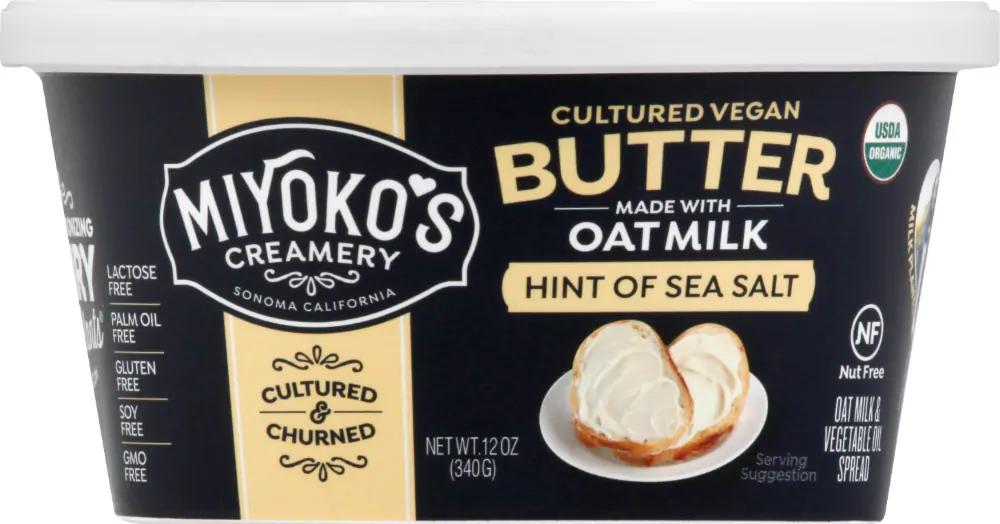 MIYOKO'S
CREAMERY
SONOMA CALIFORNIA
CULTURED
&
CHURNED
LACTOSE
FREE
PALM OIL
FREE
GLUTEN
FREE
SOY
FREE
GMO
FREE
CULTURED VEGAN
BUTTER
MADE WITH
OAT MILK
HINT OF SEA SALT
NET WT. 12 OZ
(340G)
Serving
Suggestion
USDA
ORGANIC
NF
Nut Free
OAT MILK &
VEGETABLE OIL
SPREAD